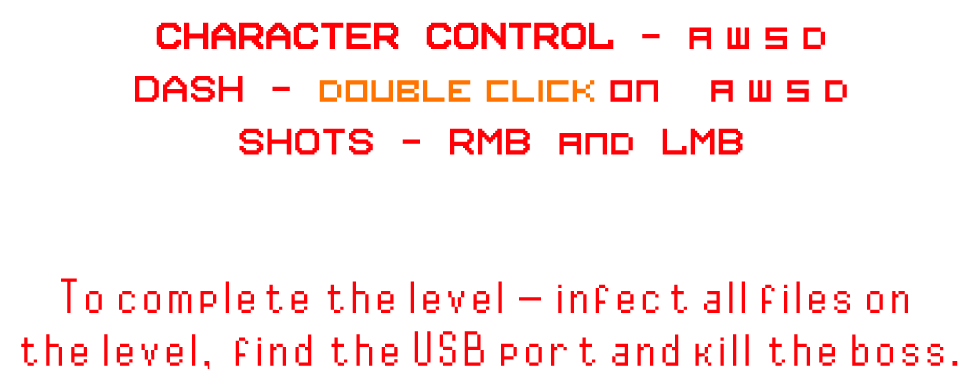 CHARACTER CONTROL - A W S D
DASH - DOUBLE CLICK ON A W S D
SHOTS - RMB AND LMB
To complete the level – infect all files on
the level, find the USB port and kill the boss.